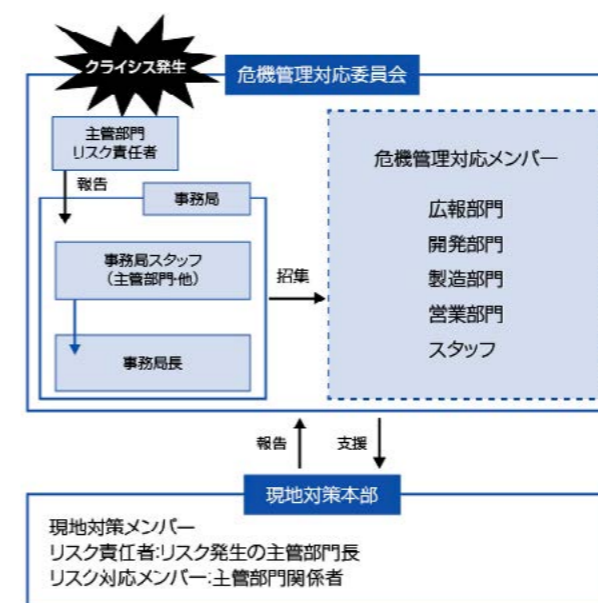 クライシス発生
危機管理対応委員会
主管部門
リスク責任者
報告
事務局
事務局スタッフ
(主管部門・他)
事務局長
招集
危機管理対応メンバー
広報部門
開発部門
製造部門
営業部門
スタッフ
報告
支援
現地対策本部
現地対策メンバー
リスク責任者:リスク発生の主管部門長
リスク対応メンバー:主管部門関係者